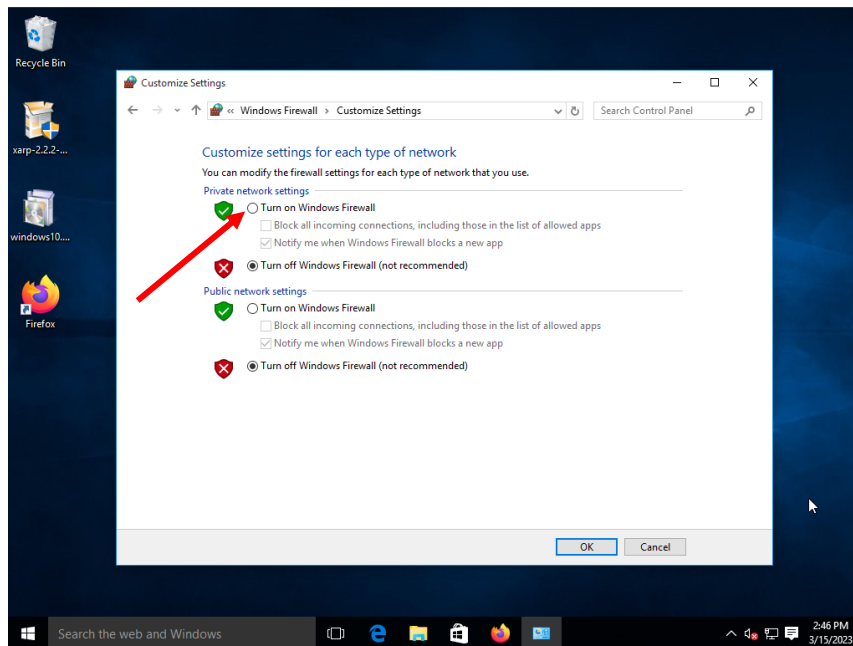 Recycle Bin
xarp-2.2.2-...
windows10....
Firefox
Customize Settings
« Windows Firewall › Customize Settings
Search Control Panel
Customize settings for each type of network
You can modify the firewall settings for each type of network that you use.
Private network settings
Turn on Windows Firewall
Block all incoming connections, including those in the list of allowed apps
Notify me when Windows Firewall blocks a new app
Turn off Windows Firewall (not recommended)
Public network settings
Turn on Windows Firewall
Block all incoming connections, including those in the list of allowed apps
Notify me when Windows Firewall blocks a new app
Turn off Windows Firewall (not recommended)
OK Cancel
Search the web and Windows
2:46 PM
3/15/2023